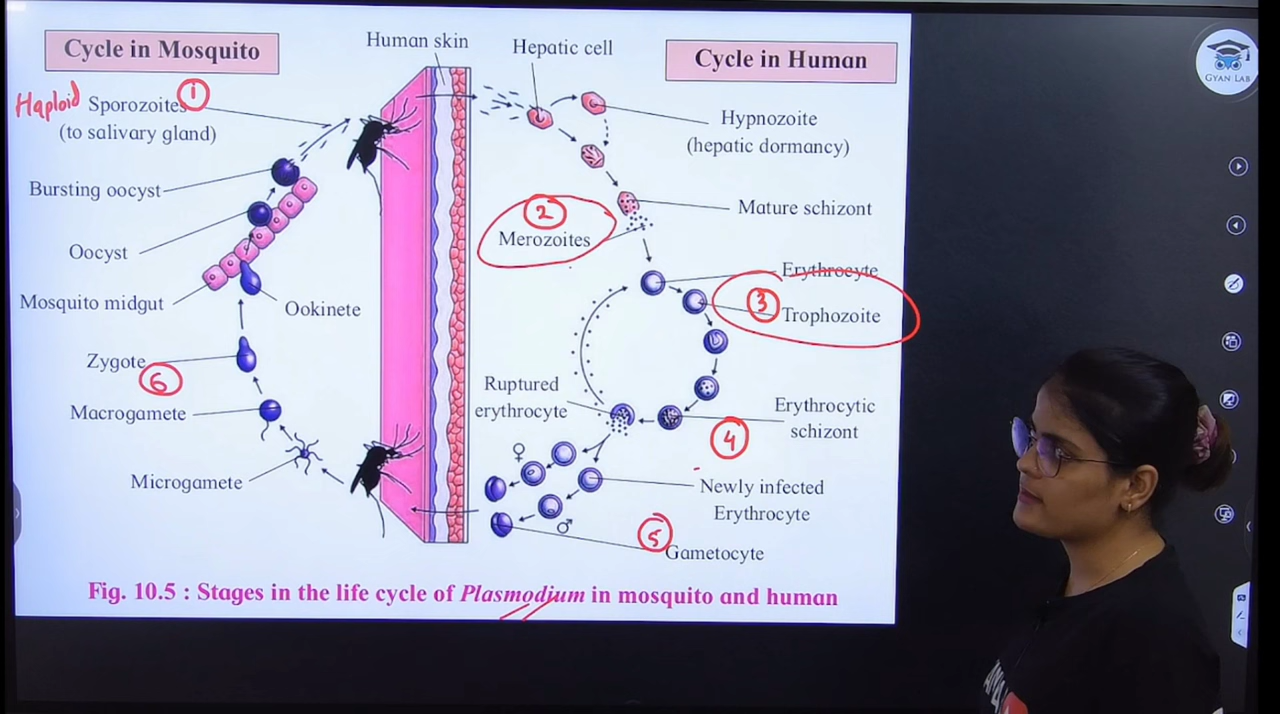 Cycle in Mosquito
Human skin
Hepatic cell
Cycle in Human
GYAN LAB
Haploid Sporozoites 1
(to salivary gland)
Hypnozoite
(hepatic dormancy)
Bursting oocyst
Mature schizont
2
Merozoites
Oocyst
Erythrocyte
Mosquito midgut
Ookinete
3 Trophozoite
Zygote
6
Ruptured
erythrocyte
Macrogamete
Erythrocytic
schizont
4
♀
Microgamete
Newly infected
Erythrocyte
♂
5 Gametocyte
Fig. 10.5 : Stages in the life cycle of Plasmodium in mosquito and human